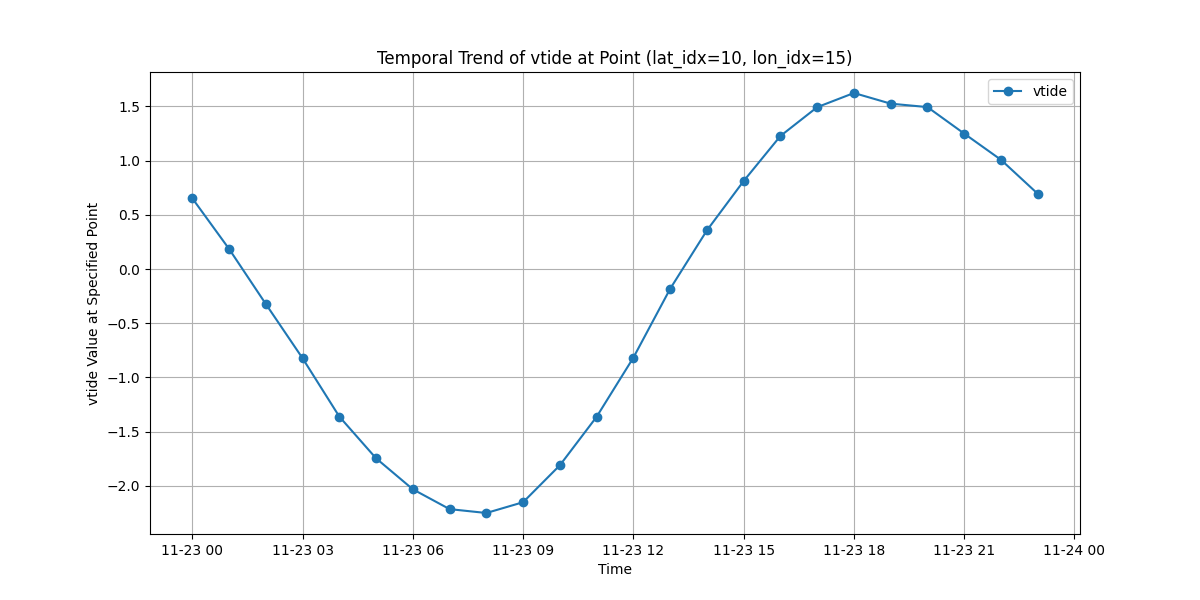 Temporal Trend of vtide at Point (lat_idx=10, lon_idx=15)
vtide
vtide Value at Specified Point
1.5
1.0
0.5
0.0
−0.5
−1.0
−1.5
−2.0
11-23 00 11-23 03 11-23 06 11-23 09 11-23 12 11-23 15 11-23 18 11-23 21 11-24 00
Time